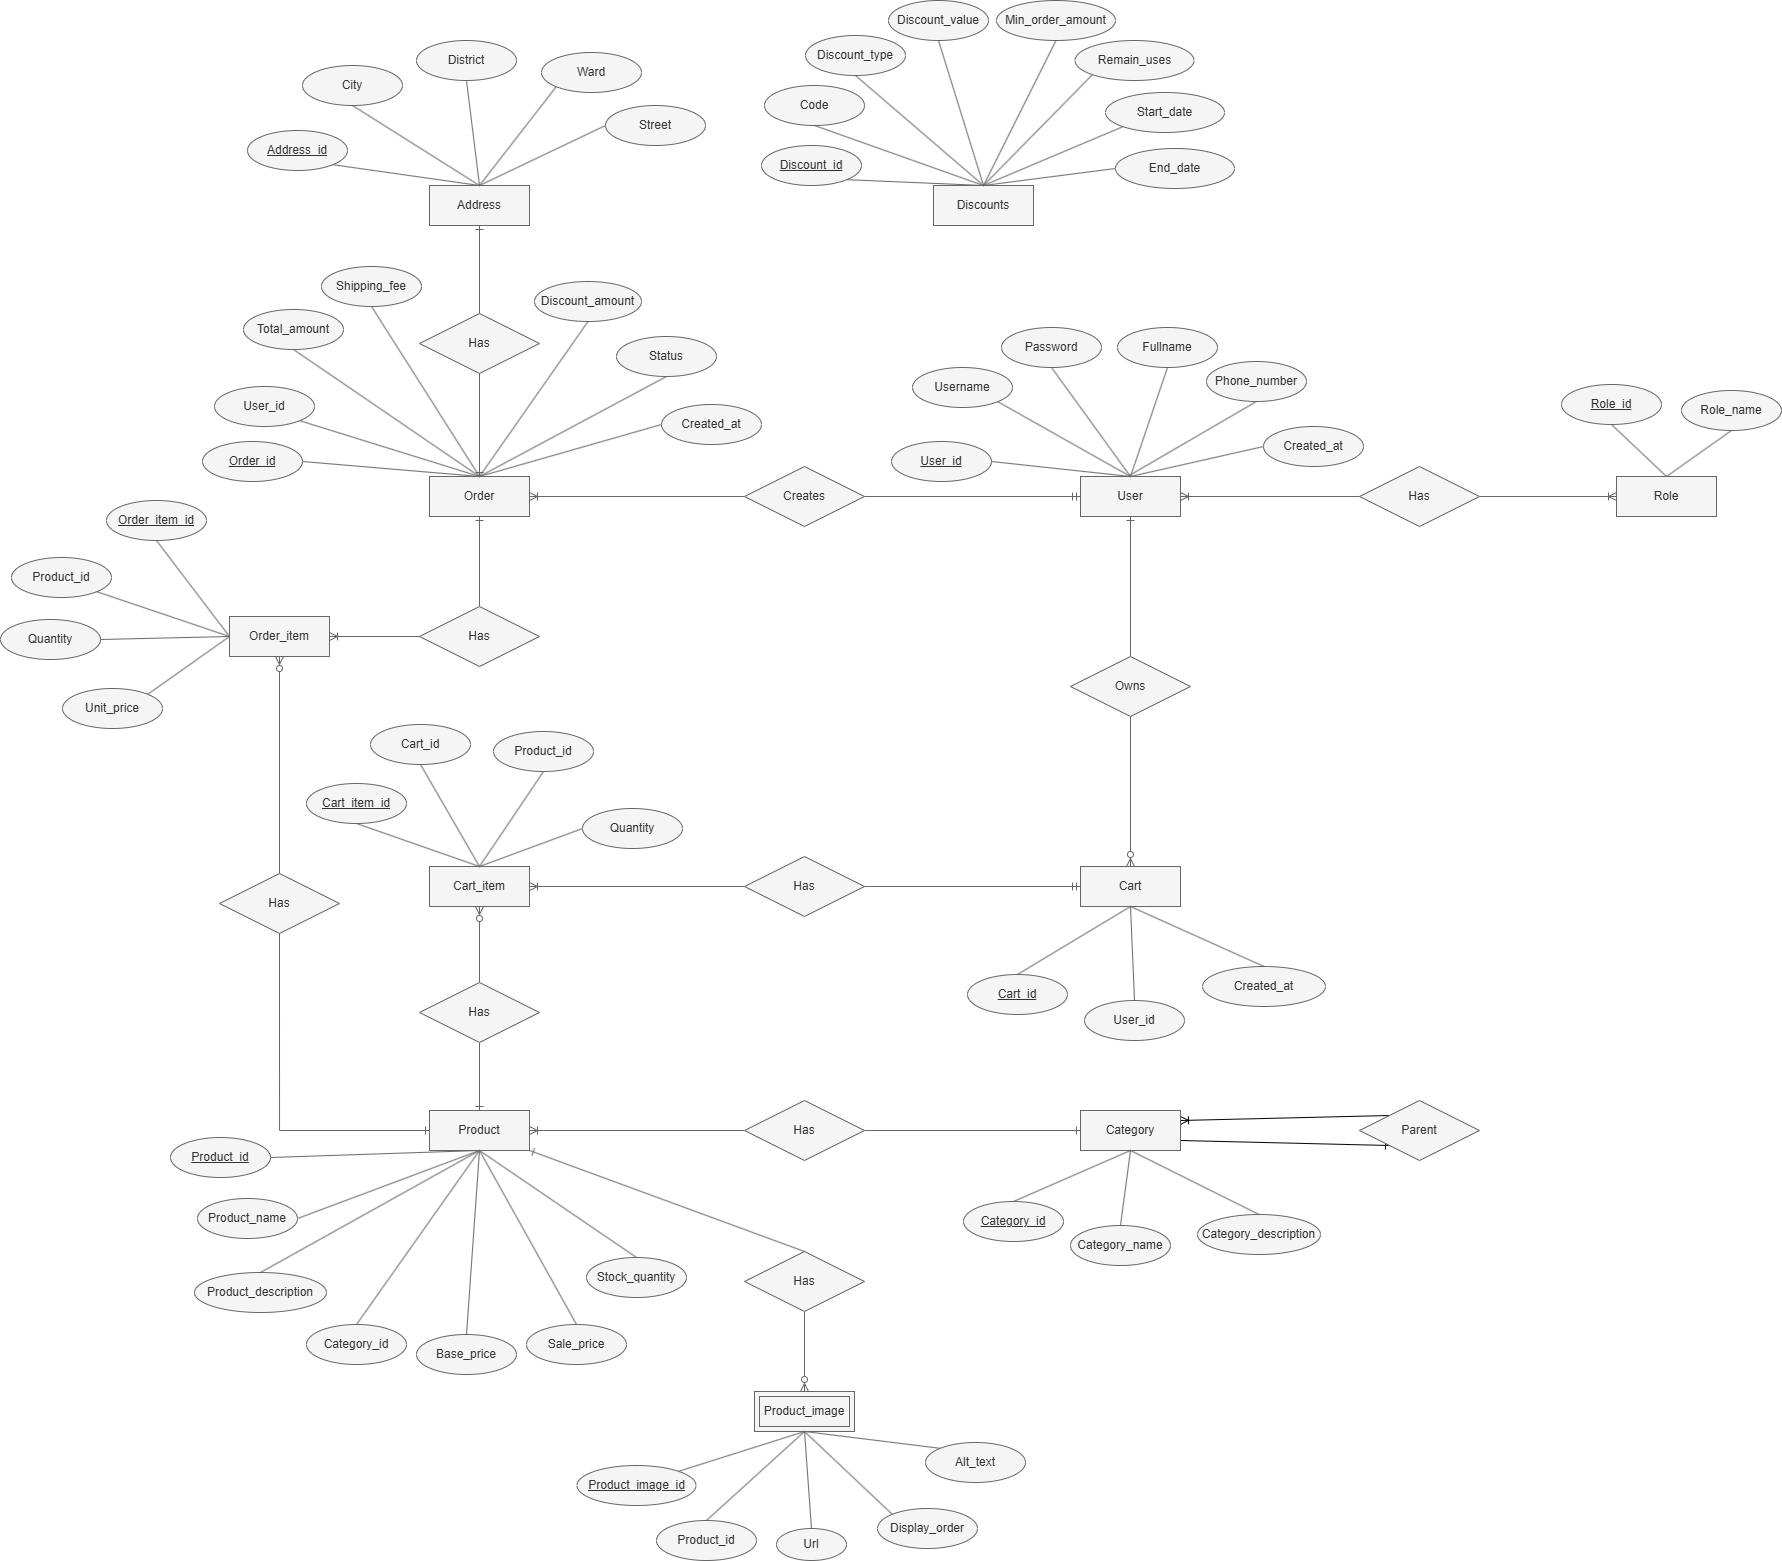 Discount_value
Min_order_amount
District
Discount_type
Remain_uses
City
Ward
Code
Start_date
Street
Address_id
Discount_id
End_date
Address
Discounts
Shipping_fee
Discount_amount
Total_amount
Status
Password
Fullname
Username
Phone_number
User_id
Has
Created_at
Role_id
Role_name
Order_id
User_id
Created_at
Order
Creates
User
Has
Role
Order_item_id
Product_id
Order_item
Has
Quantity
Unit_price
Owns
Cart_id
Product_id
Cart_item_id
Quantity
Has
Cart_item
Has
Cart
Cart_id
User_id
Created_at
Has
Product
Has
Category
Parent
Product_id
Product_name
Category_id
Category_name
Category_description
Product_description
Stock_quantity
Has
Category_id
Base_price
Sale_price
Product_image
Alt_text
Product_image_id
Product_id
Url
Display_order